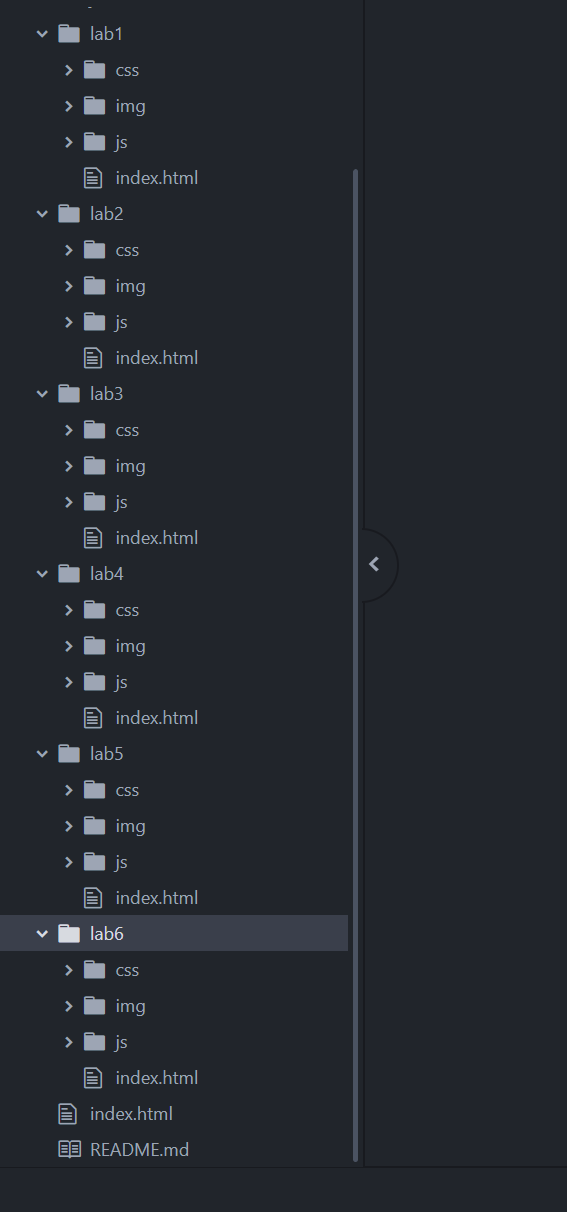 lab1
css
img
js
index.html
lab2
css
img
js
index.html
lab3
css
img
js
index.html
lab4
css
img
js
index.html
lab5
css
img
js
index.html
lab6
css
img
js
index.html
index.html
README.md